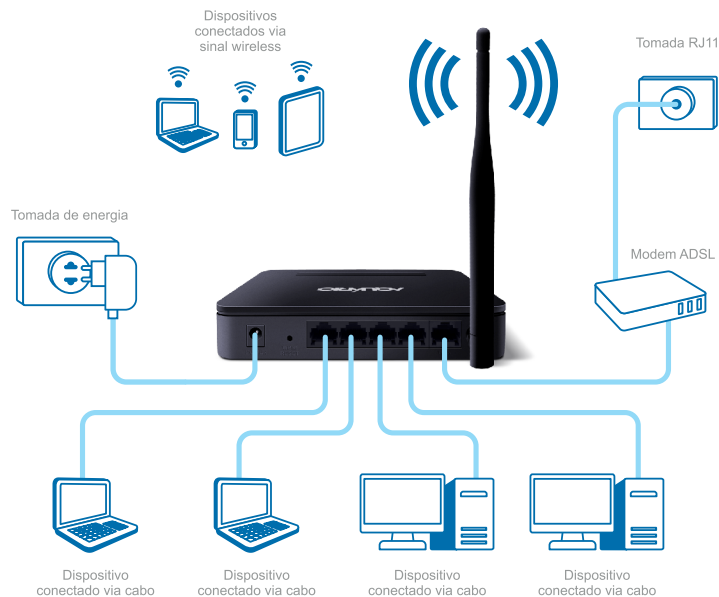 Dispositivos
conectados via
sinal wireless
Tomada RJ11
Tomada de energia
Modem ADSL
Dispositivo
conectado via cabo
Dispositivo
conectado via cabo
Dispositivo
conectado via cabo
Dispositivo
conectado via cabo